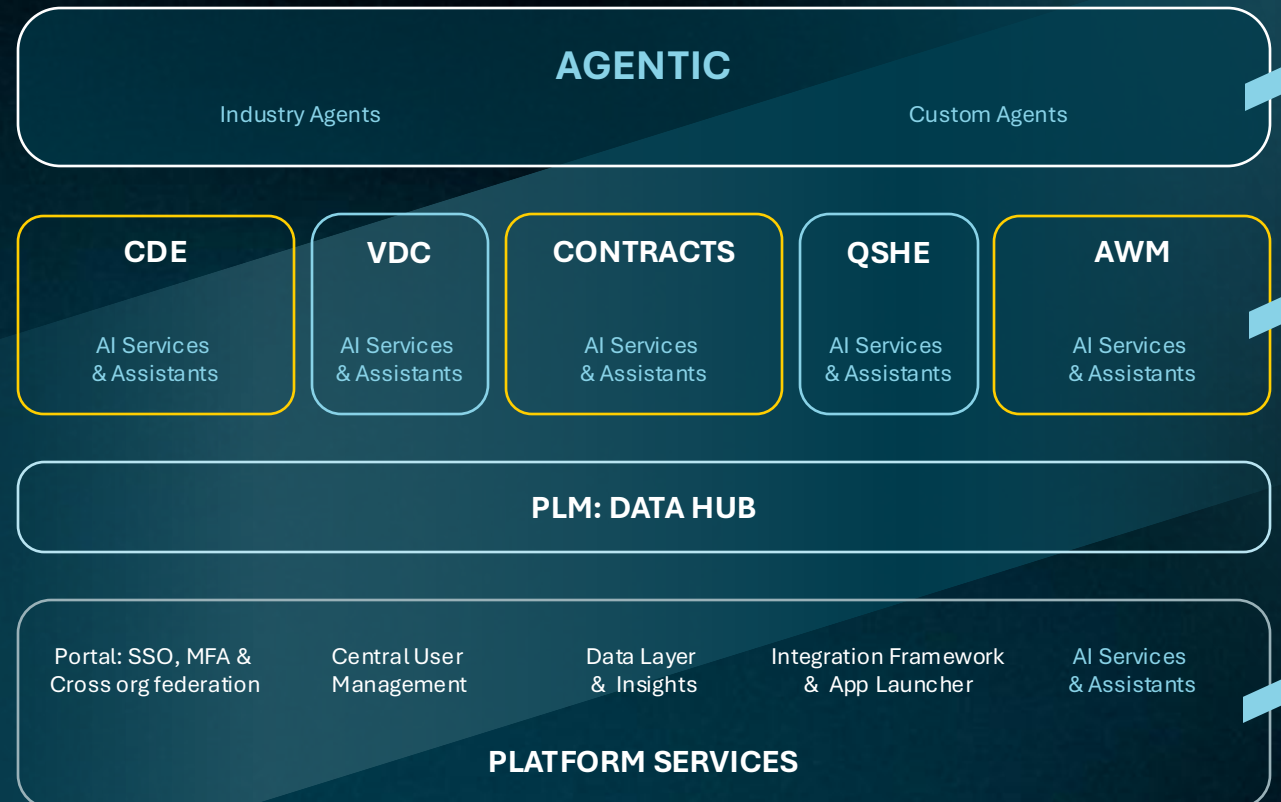 AGENTIC
Industry Agents
Custom Agents
CDE
AI Services
& Assistants
VDC
AI Services
& Assistants
CONTRACTS
AI Services
& Assistants
QSHE
AI Services
& Assistants
AWM
AI Services
& Assistants
PLM: DATA HUB
Portal: SSO, MFA &
Cross org federation
Central User
Management
Data Layer
& Insights
Integration Framework
& App Launcher
AI Services
& Assistants
PLATFORM SERVICES